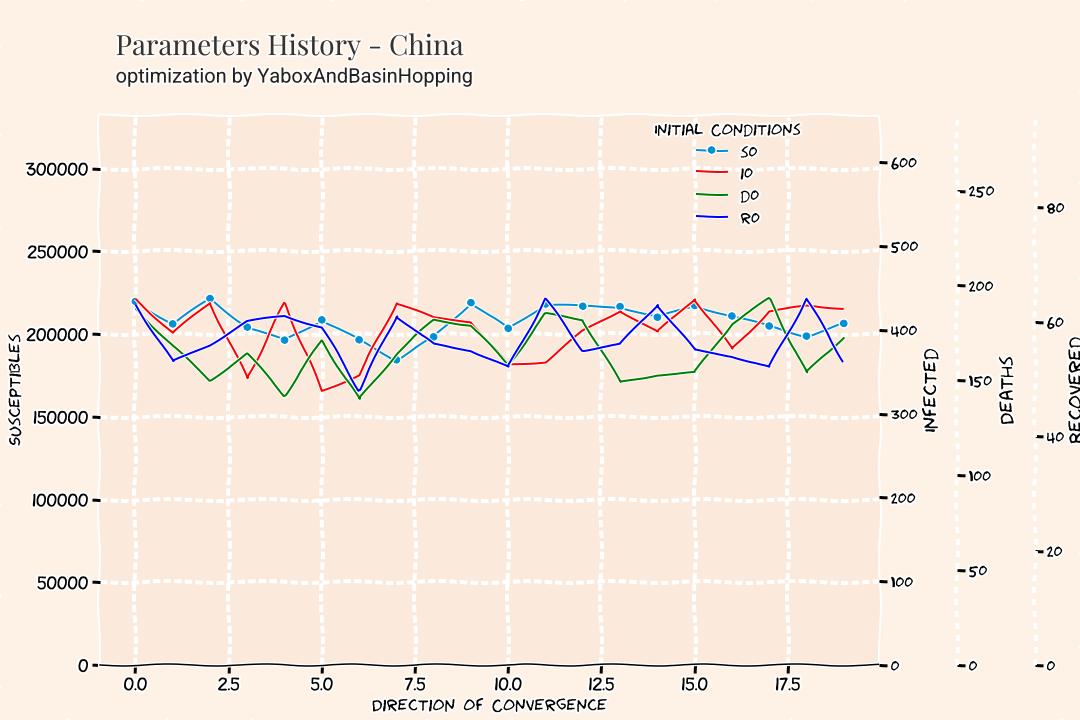 Parameters History - China
optimization by YaboxAndBasinHopping
INITIAL CONDITIONS
S0
I0
D0
R0
SUSCEPTIBLES
300000
250000
200000
150000
100000
50000
0
0.0 2.5 5.0 7.5 10.0 12.5 15.0 17.5
DIRECTION OF CONVERGENCE
INFECTED
600
500
400
300
200
100
0
DEATHS
250
200
150
100
50
0
RECOVERED
80
60
40
20
0